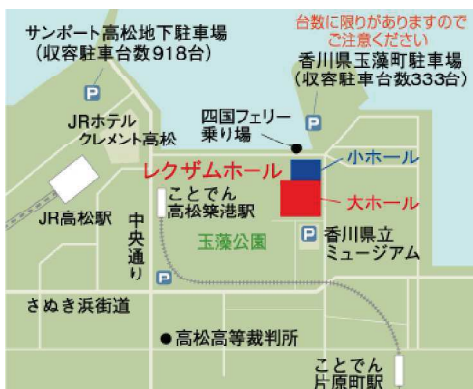 台数に限りがありますので
ご注意ください
サンポート高松地下駐車場
(収容駐車台数918台)
香川県玉藻町駐車場
(収容駐車台数333台)
P
P
JRホテル
クレメント高松
四国フェリー
乗り場
レクザムホール
小ホール
大ホール
ことでん
高松築港駅
JR高松駅
中央通り
玉藻公園
P
香川県立
ミュージアム
P
さぬき浜街道
高松高等裁判所
ことでん
片原町駅